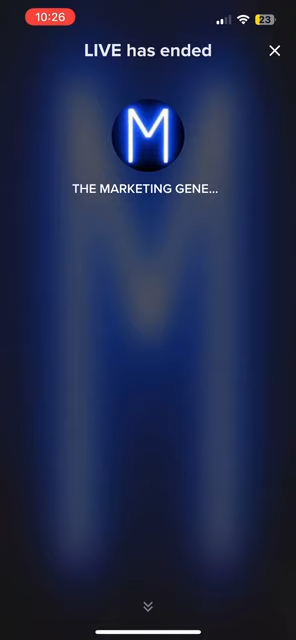 10:26
23
LIVE has ended
M
THE MARKETING GENE...